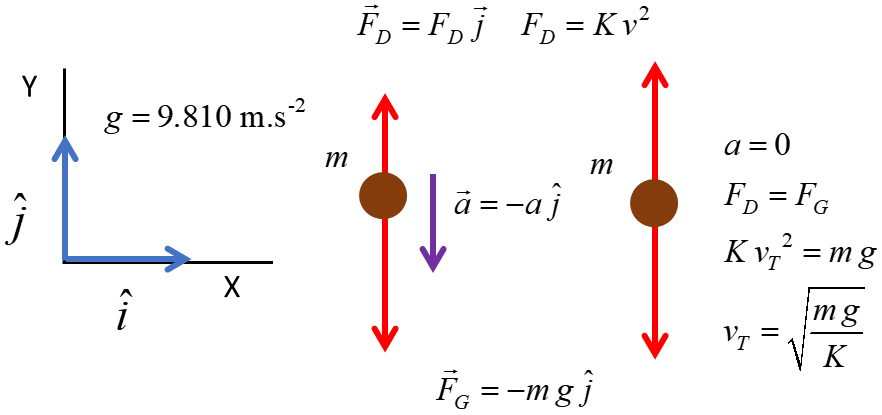 \vec{F}_D = F_D \vec{j}   F_D = K v^2
Y
g = 9.810 m.s^{-2}
m
m
a = 0
\hat{j}
\vec{a} = -a \hat{j}
F_D = F_G
K v_T^2 = m g
X
\hat{i}
v_T = \sqrt{\frac{m g}{K}}
\vec{F}_G = -m g \hat{j}